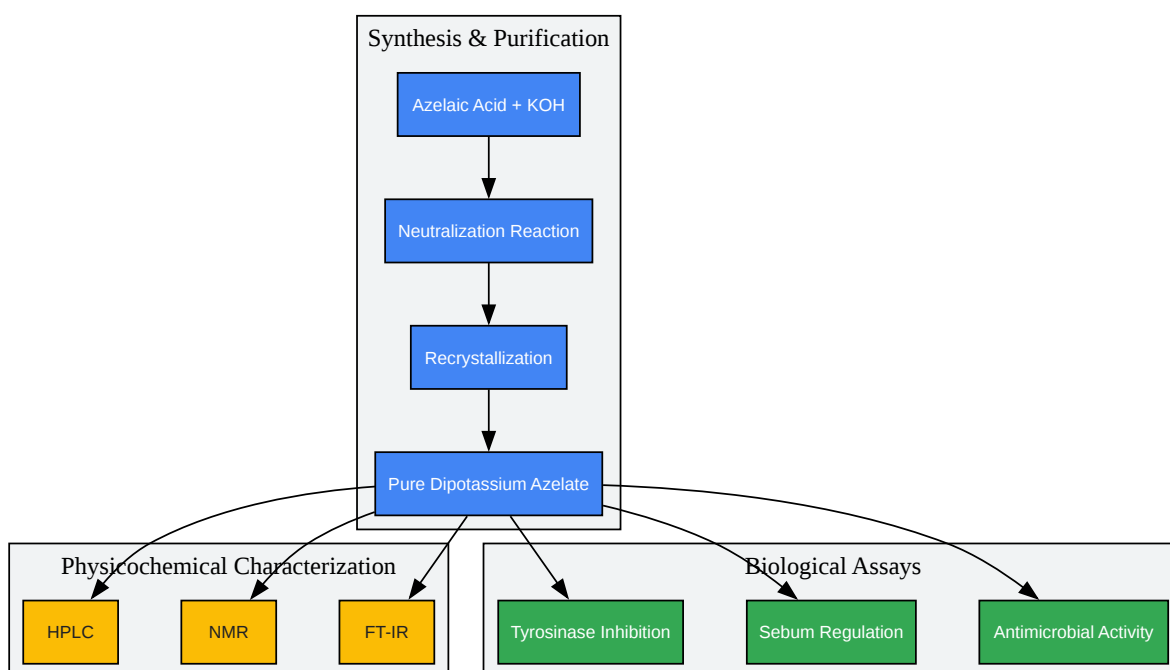 Synthesis & Purification
Azelaic Acid + KOH
Neutralization Reaction
Recrystallization
Pure Dipotassium Azelate
Physicochemical Characterization
HPLC
NMR
FT-IR
Biological Assays
Tyrosinase Inhibition
Sebum Regulation
Antimicrobial Activity